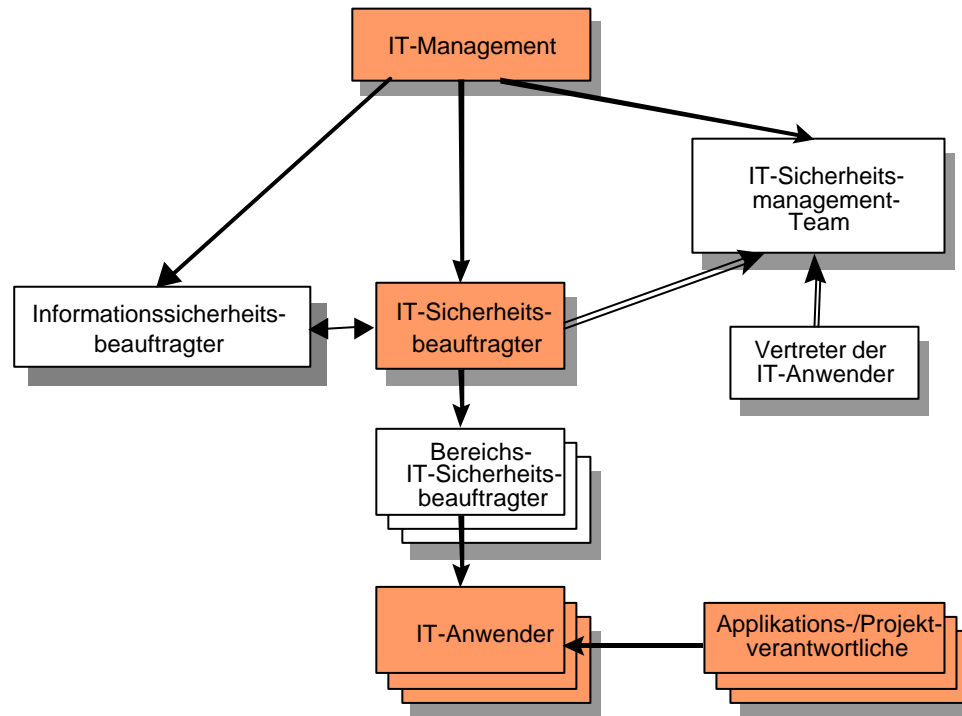 IT-Management
IT-Sicherheits-
management-
Team
Informationssicherheits-
beauftragter
IT-Sicherheits-
beauftragter
Vertreter der
IT-Anwender
Bereichs-
IT-Sicherheits-
beauftragter
IT-Anwender
Applikations-/Projekt-
verantwortliche